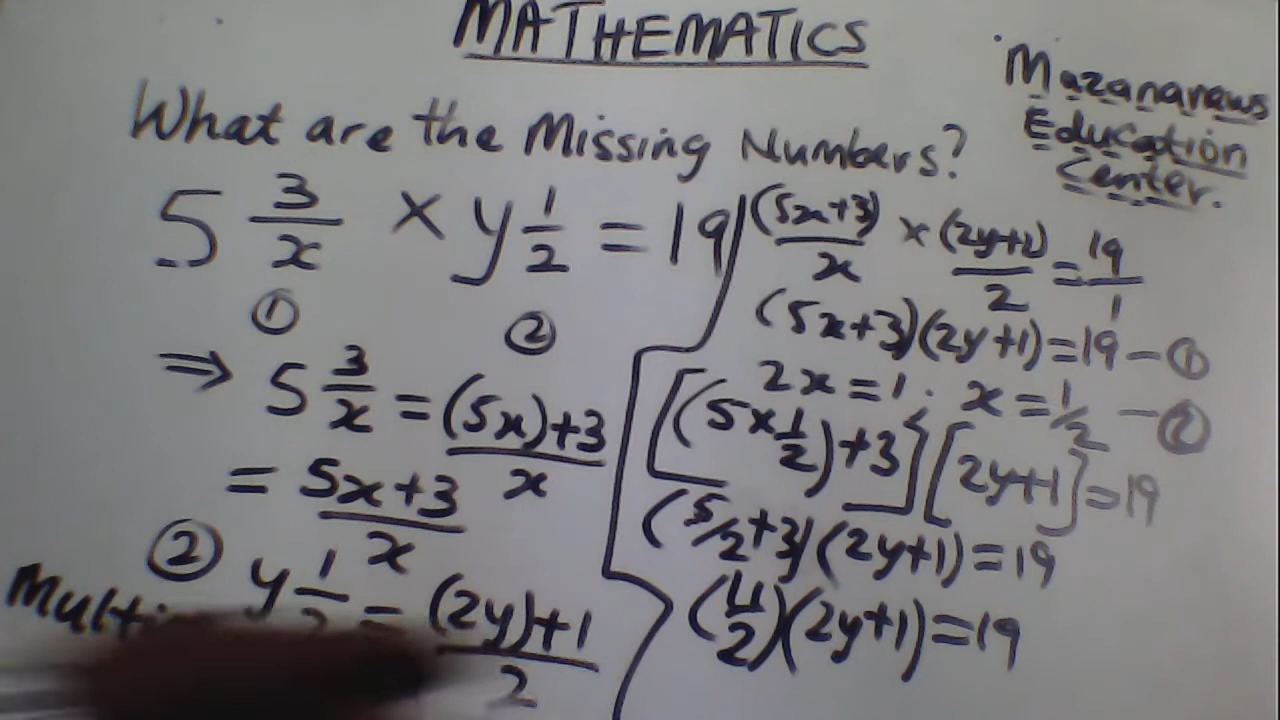 MATHEMATICS
Mazananews
Education
Center.
What are the Missing Numbers?
5 3/x × y 1/2 = 19
① ②
⇒ 5 3/x = (5x)+3/x
= 5x+3/x
② y 1/2 = (2y)+1/2
(5x+3)/x × (2y+1)/2 = 19/1
(5x+3)(2y+1)=19 – ①
2x = 1. x = 1/2 – ②
[(5×1/2)+3][2y+1]=19
(5/2+3)(2y+1)=19
(11/2)(2y+1)=19